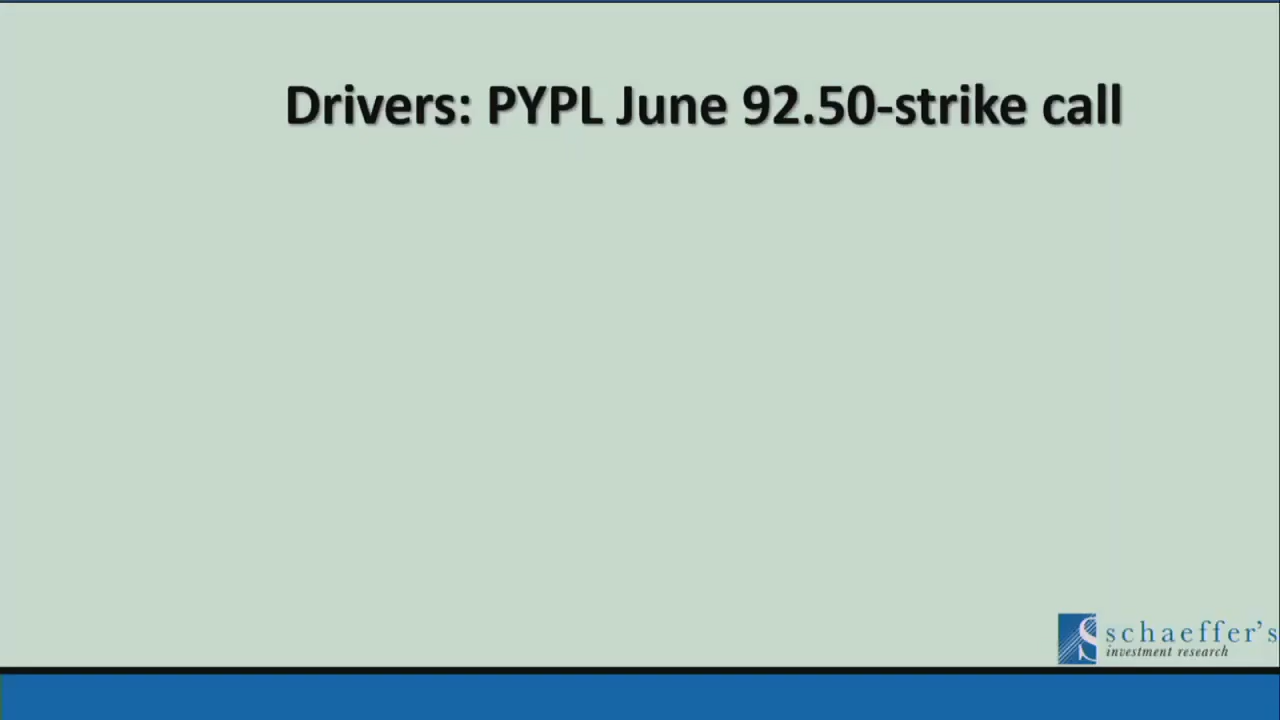 Drivers: PYPL June 92.50-strike call
schaeffer's
investment research